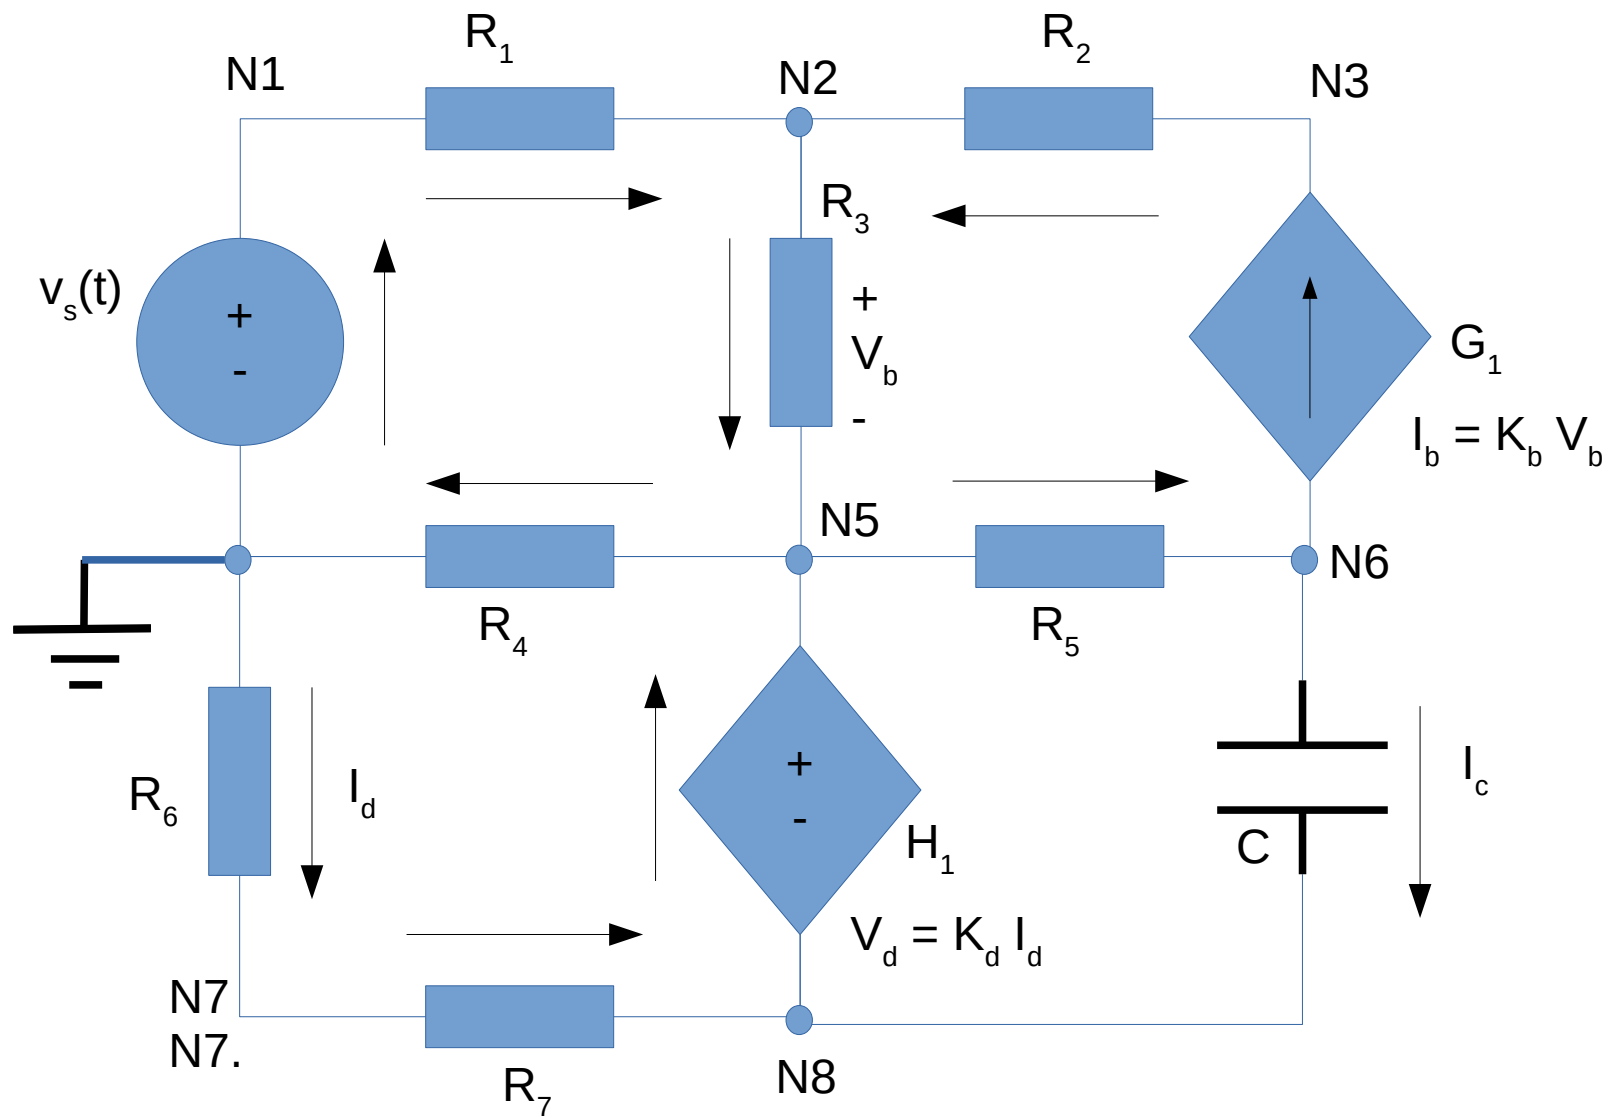 R1
R2
N1
N2
N3
R3
vs(t)
+
-
+
Vb
-
G1
Ib = Kb Vb
N5
N6
R4
R5
R6
Id
+
-
H1
Ic
C
Vd = Kd Id
N7
N7.
R7
N8